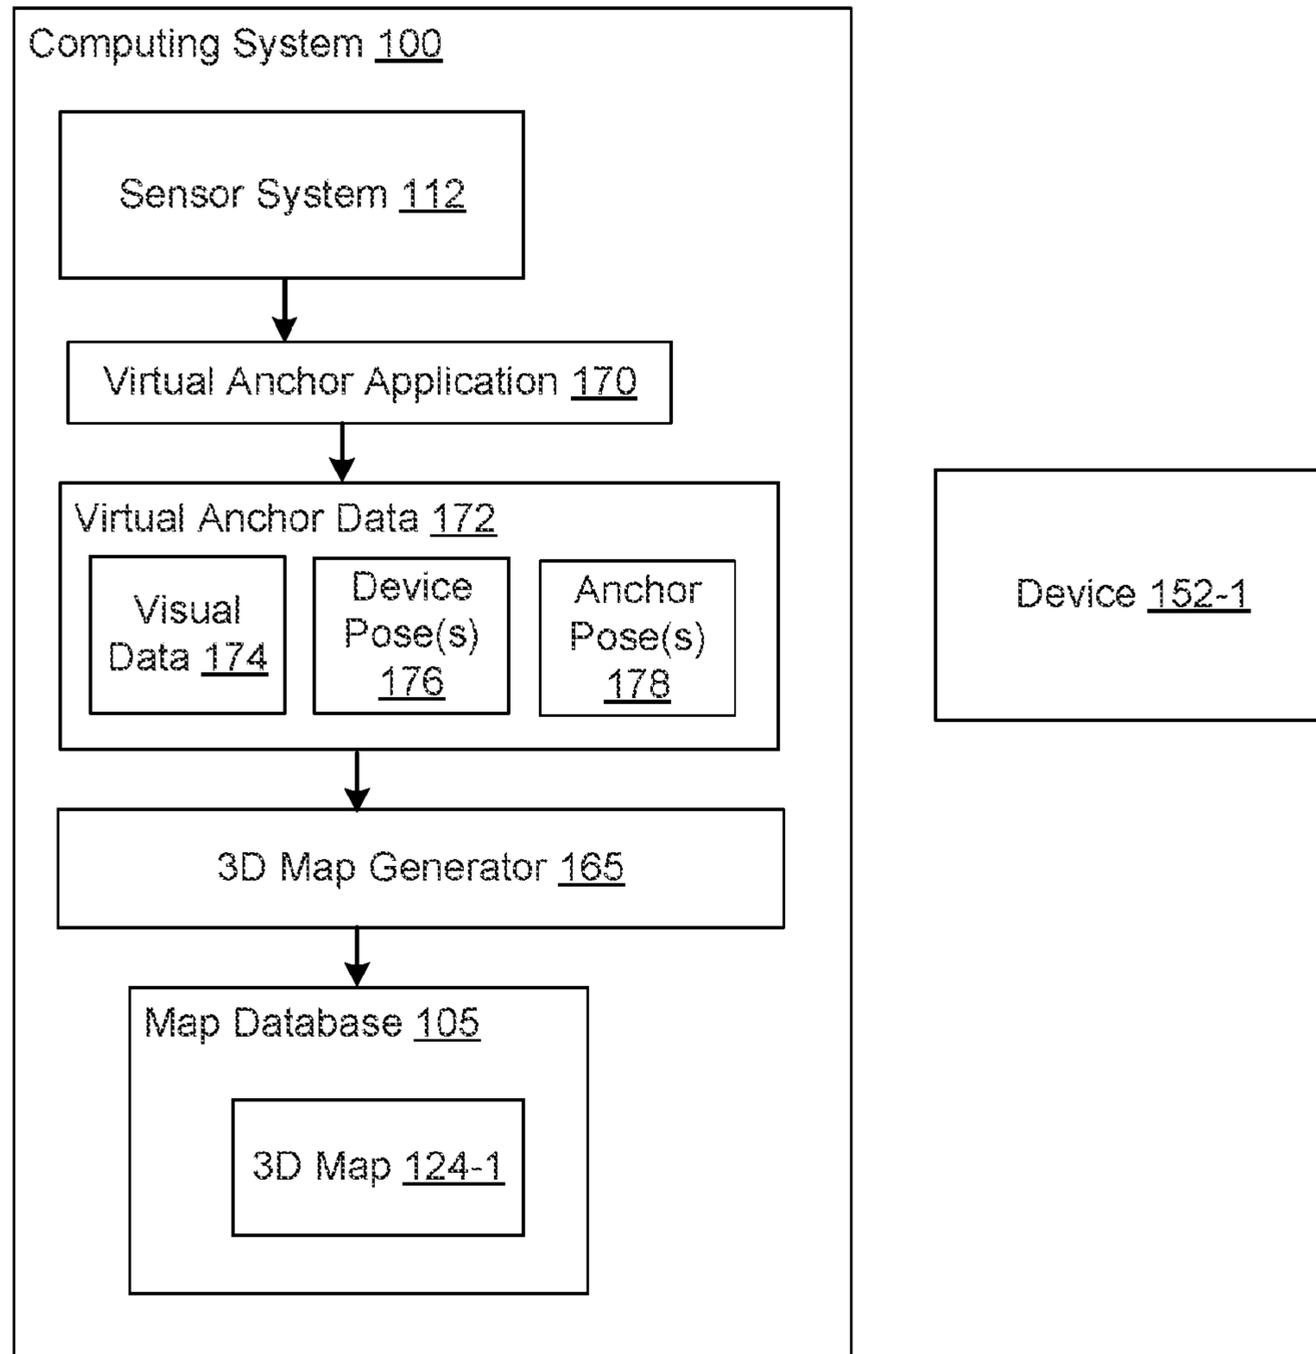 Computing System 100
Sensor System 112
Virtual Anchor Application 170
Virtual Anchor Data 172
Visual
Data 174
Device
Pose(s)
176
Anchor
Pose(s)
178
Device 152-1
3D Map Generator 165
Map Database 105
3D Map 124-1